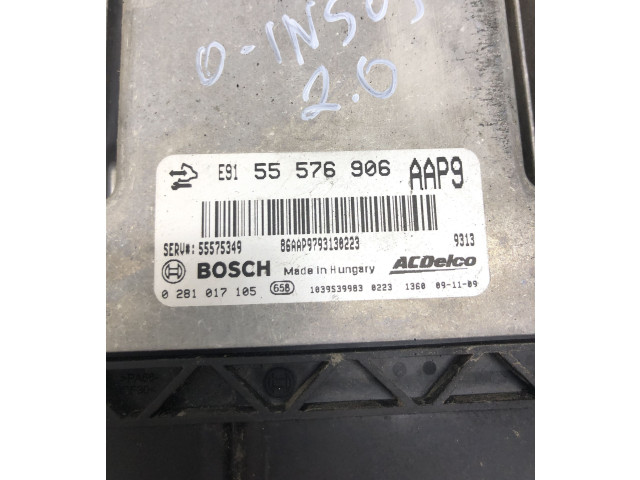 O-INSUS
2.0
E91 55 576 906 AAP9
SERV#: 55575349 86AAP9793130223 9313
BOSCH Made in Hungary ACDelco
0 281 017 105 658 1039S39983 0223 1360 09-11-09